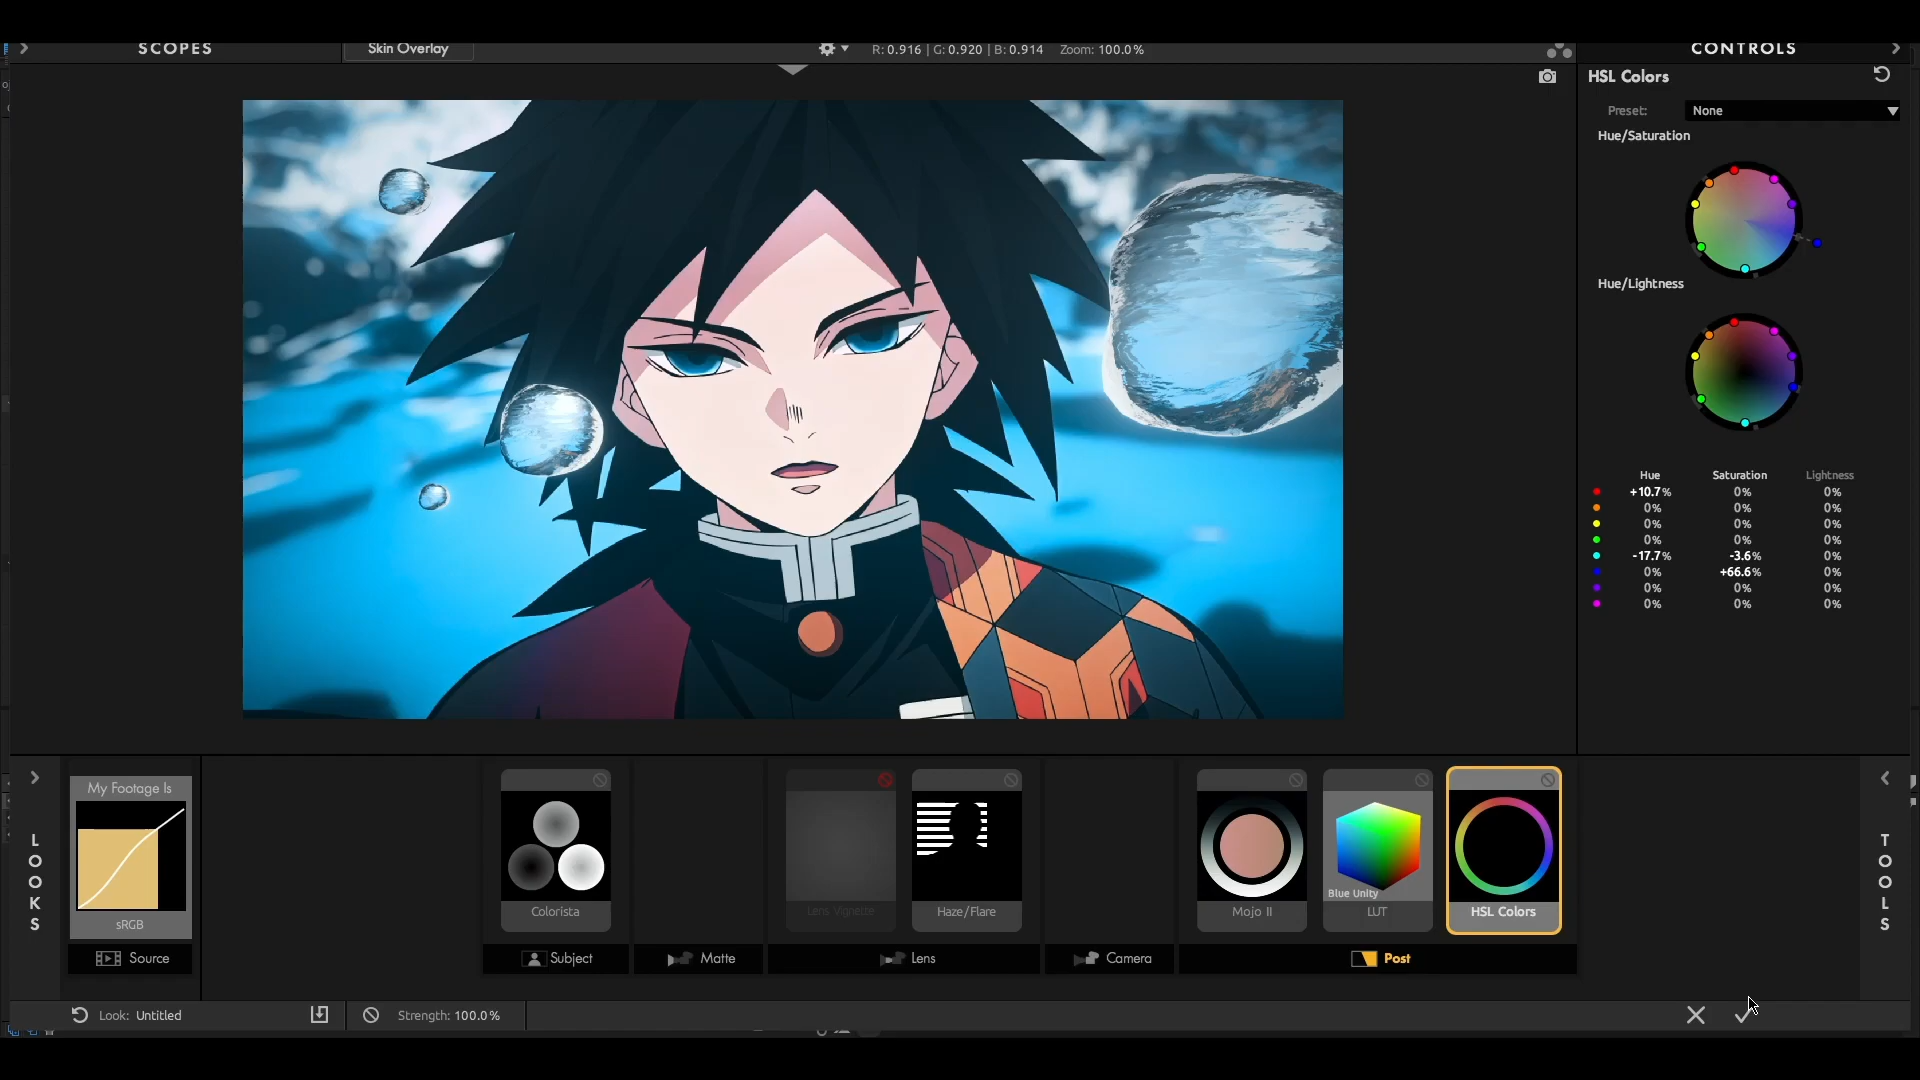 SCOPES
Skin Overlay
R: 0.916 | G: 0.920 | B: 0.914 Zoom: 100.0%
CONTROLS
HSL Colors
Preset: None
Hue/Saturation
Hue/Lightness
Hue Saturation Lightness
+10.7% 0% 0%
0% 0% 0%
0% 0% 0%
0% 0% 0%
-17.7% -3.6% 0%
0% +66.6% 0%
0% 0% 0%
0% 0% 0%
LOOKS
My Footage Is
sRGB
Source
Colorista
Subject
Matte
Lens Vignette
Haze/Flare
Lens
Camera
Mojo II
Blue Unity
LUT
HSL Colors
Post
TOOLS
Look: Untitled
Strength: 100.0%